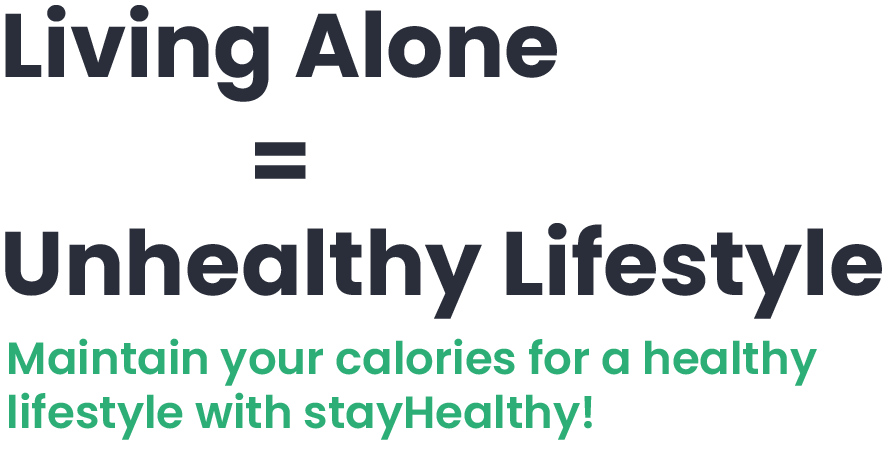 Living Alone
=
Unhealthy Lifestyle
Maintain your calories for a healthy
lifestyle with stayHealthy!